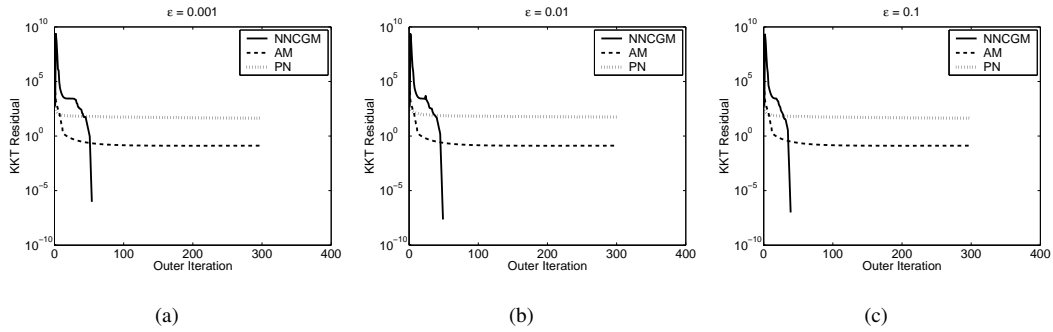 ε = 0.001
KKT Residual
10^10
10^5
10^0
10^-5
10^-10
0 100 200 300 400
Outer Iteration
NNCGM
AM
PN
(a)
ε = 0.01
KKT Residual
10^10
10^5
10^0
10^-5
10^-10
0 100 200 300 400
Outer Iteration
NNCGM
AM
PN
(b)
ε = 0.1
KKT Residual
10^10
10^5
10^0
10^-5
10^-10
0 100 200 300 400
Outer Iteration
NNCGM
AM
PN
(c)